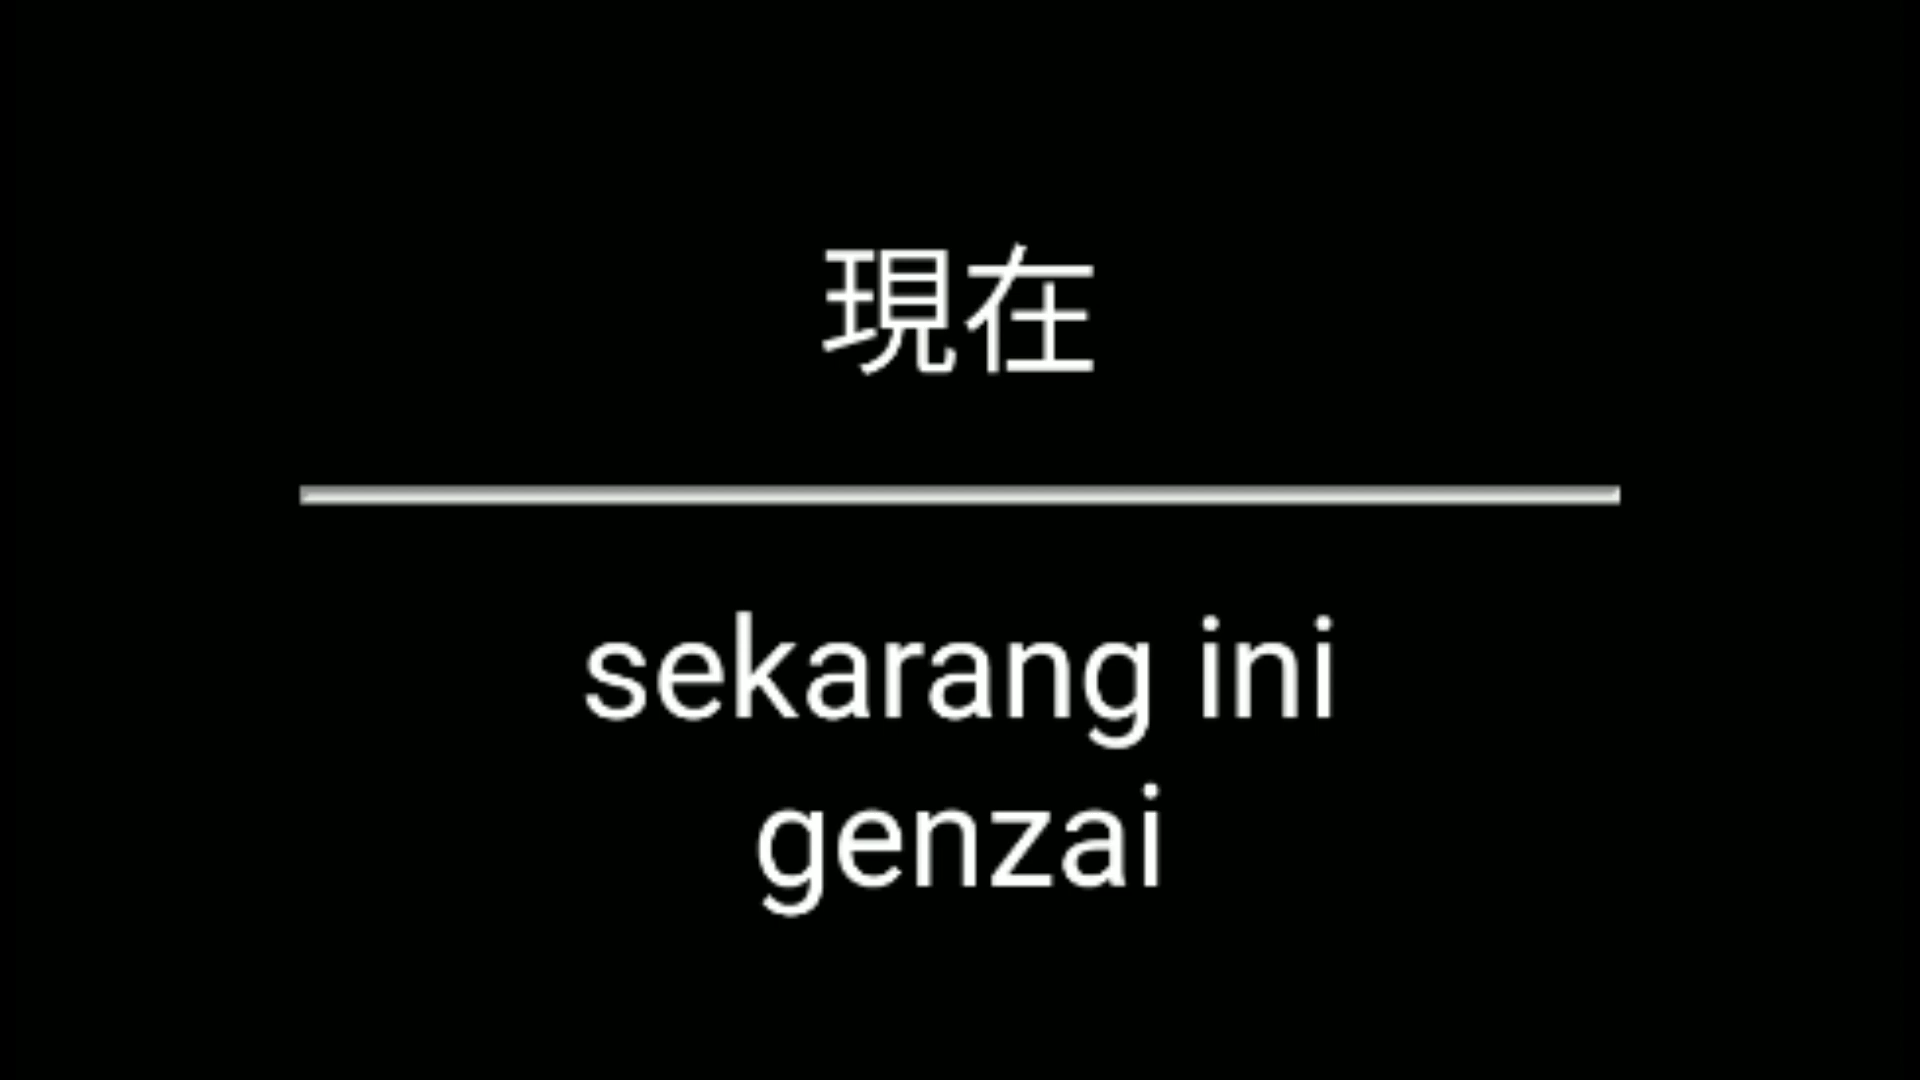 現在
sekarang ini
genzai